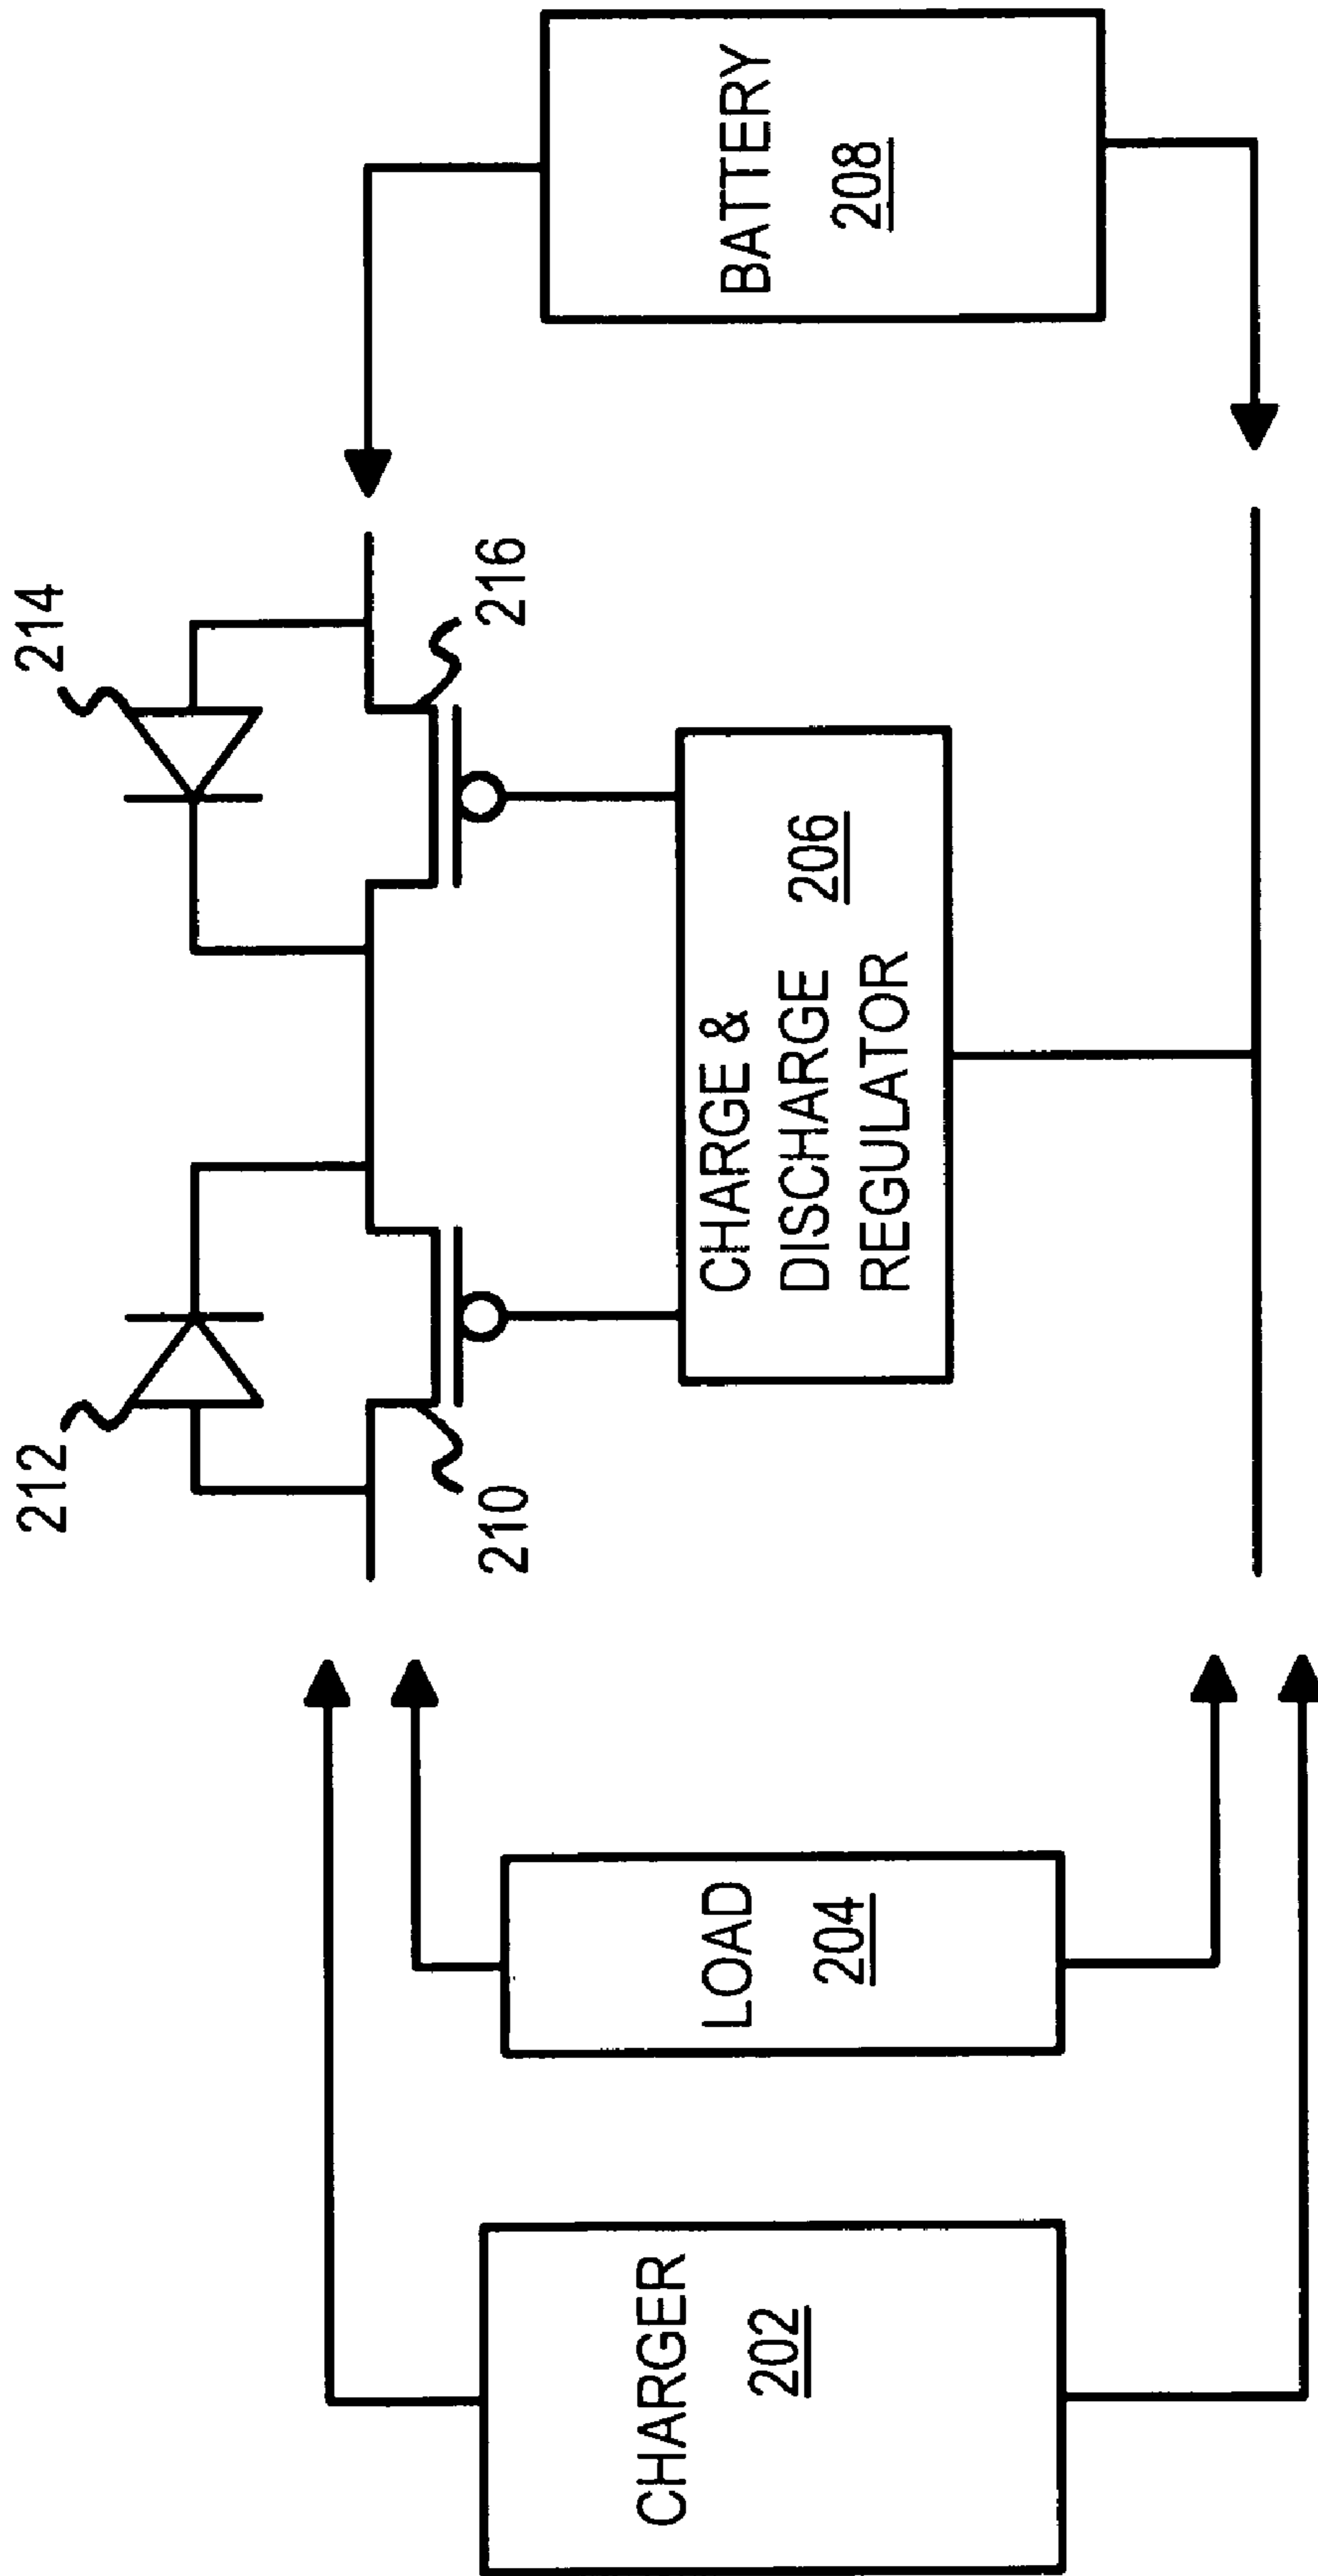 212
214
210
216
CHARGER
202
LOAD
204
CHARGE &
DISCHARGE 206
REGULATOR
BATTERY
208